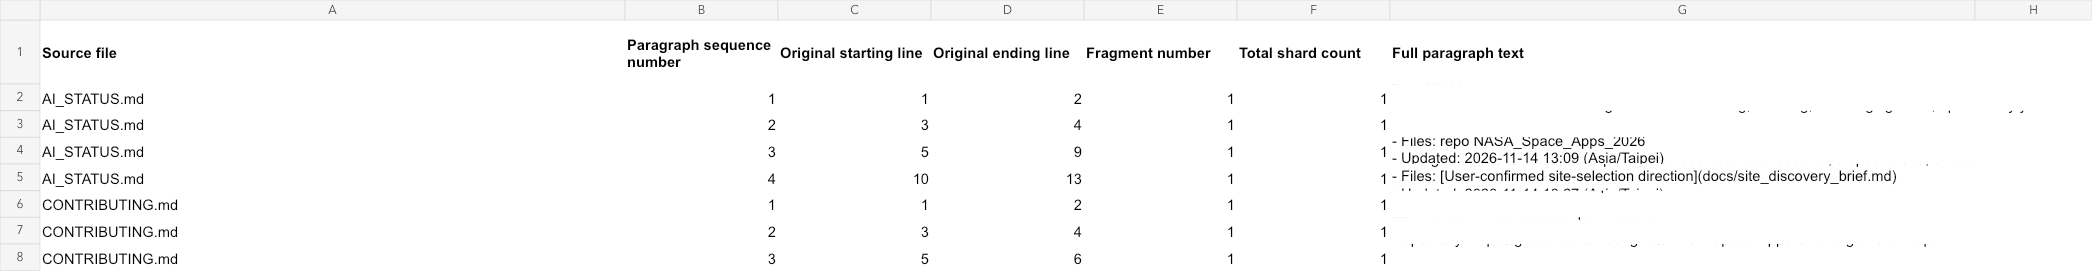 A B C D E F G H
1 Source file Paragraph sequence number Original starting line Original ending line Fragment number Total shard count Full paragraph text
2 AI_STATUS.md 1 1 2 1 1
3 AI_STATUS.md 2 3 4 1 1
4 AI_STATUS.md 3 5 9 1 1 - Files: repo NASA_Space_Apps_2026
- Updated: 2026-11-14 13:09 (Asia/Taipei)
5 AI_STATUS.md 4 10 13 1 1 - Files: [User-confirmed site-selection direction](docs/site_discovery_brief.md)
6 CONTRIBUTING.md 1 1 2 1 1
7 CONTRIBUTING.md 2 3 4 1 1
8 CONTRIBUTING.md 3 5 6 1 1